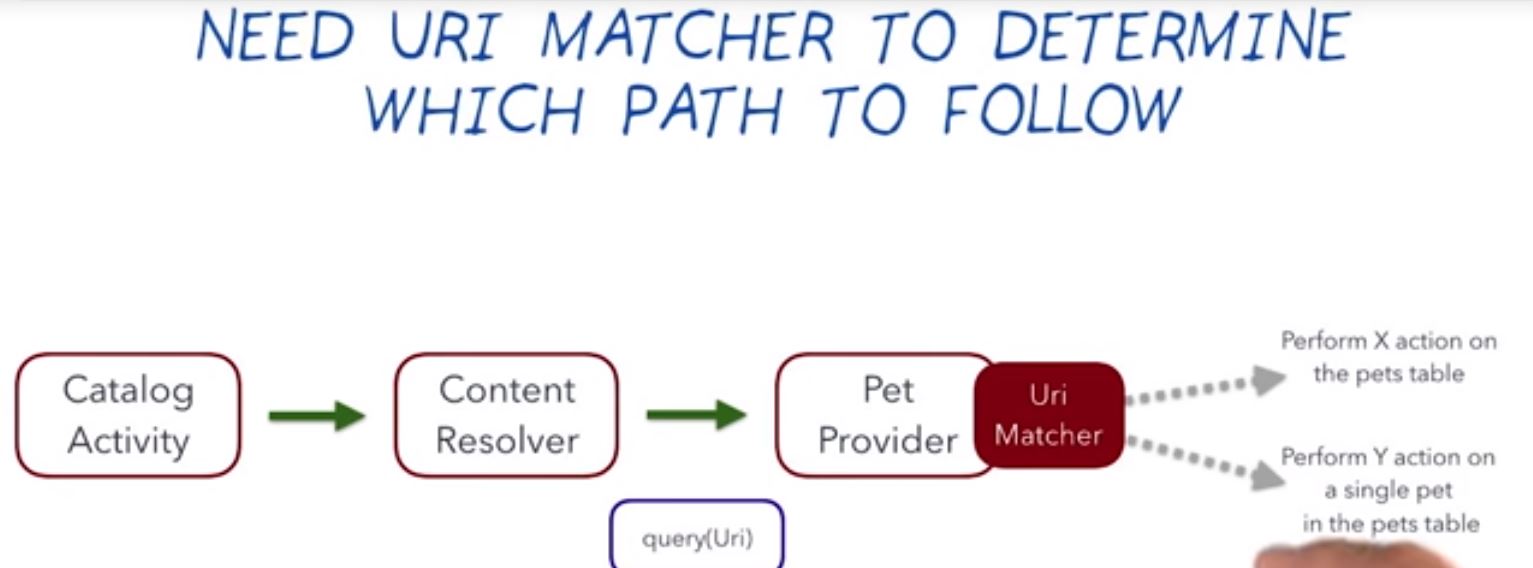 NEED URI MATCHER TO DETERMINE
WHICH PATH TO FOLLOW
Catalog
Activity
Content
Resolver
Pet
Provider
Uri
Matcher
Perform X action on
the pets table
Perform Y action on
a single pet
in the pets table
query(Uri)